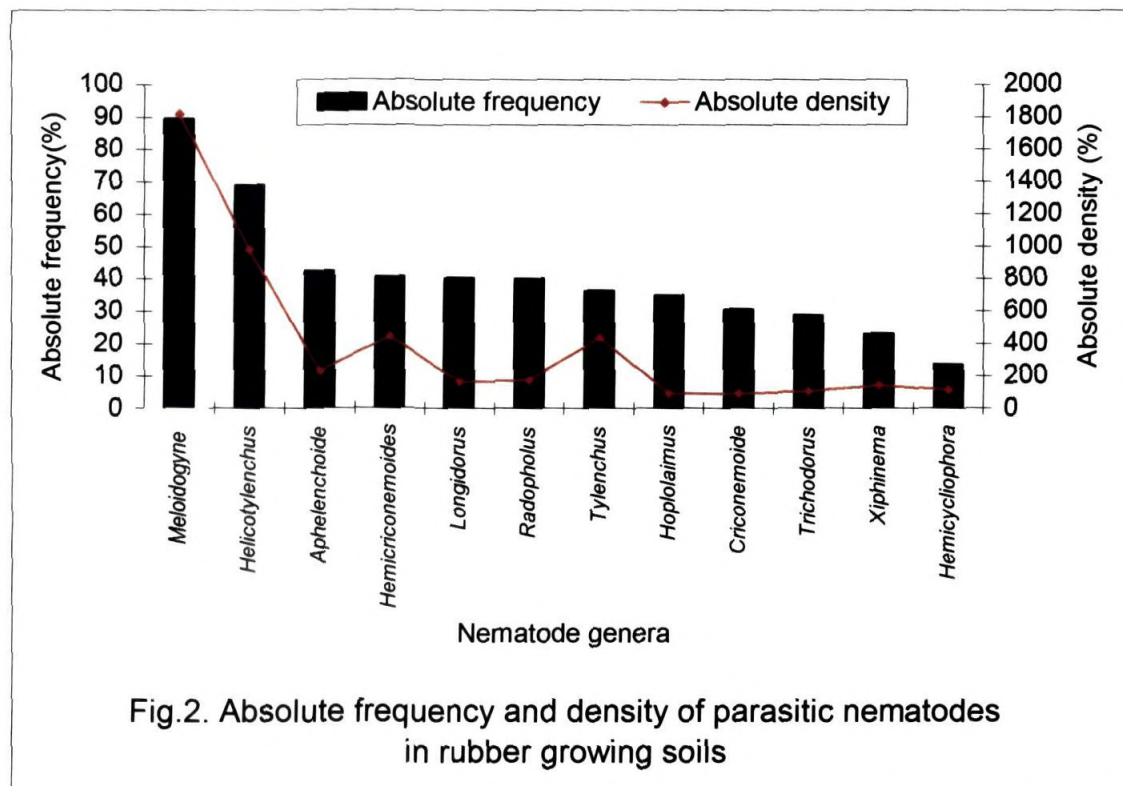 Absolute frequency
Absolute density
Absolute frequency(%)
100
90
80
70
60
50
40
30
20
10
0
2000
1800
1600
1400
1200
1000
800
600
400
200
0
Absolute density (%)
Meloidogyne
Helicotylenchus
Aphelenchoide
Hemicriconemoides
Longidorus
Radopholus
Tylenchus
Hoplolaimus
Criconemoide
Trichodorus
Xiphinema
Hemicycliophora
Nematode genera
Fig.2. Absolute frequency and density of parasitic nematodes
in rubber growing soils